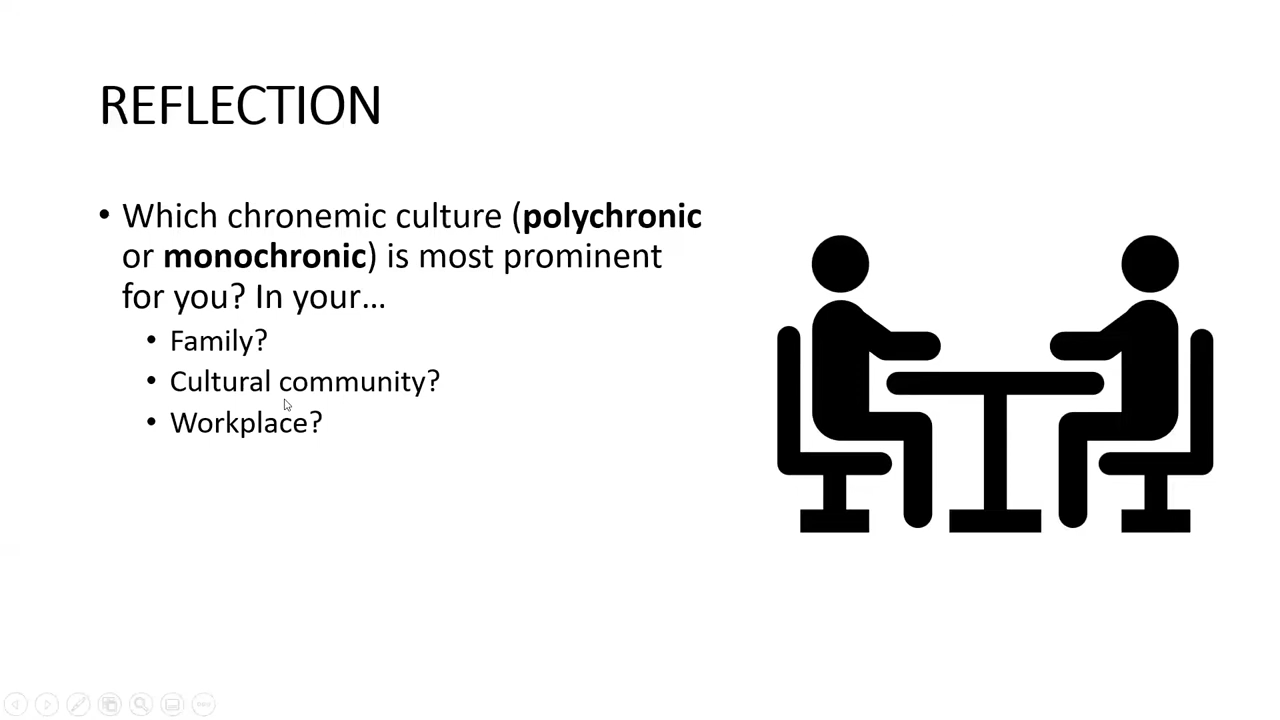 REFLECTION
• Which chronemic culture (polychronic
or monochronic) is most prominent
for you? In your...
• Family?
• Cultural community?
• Workplace?